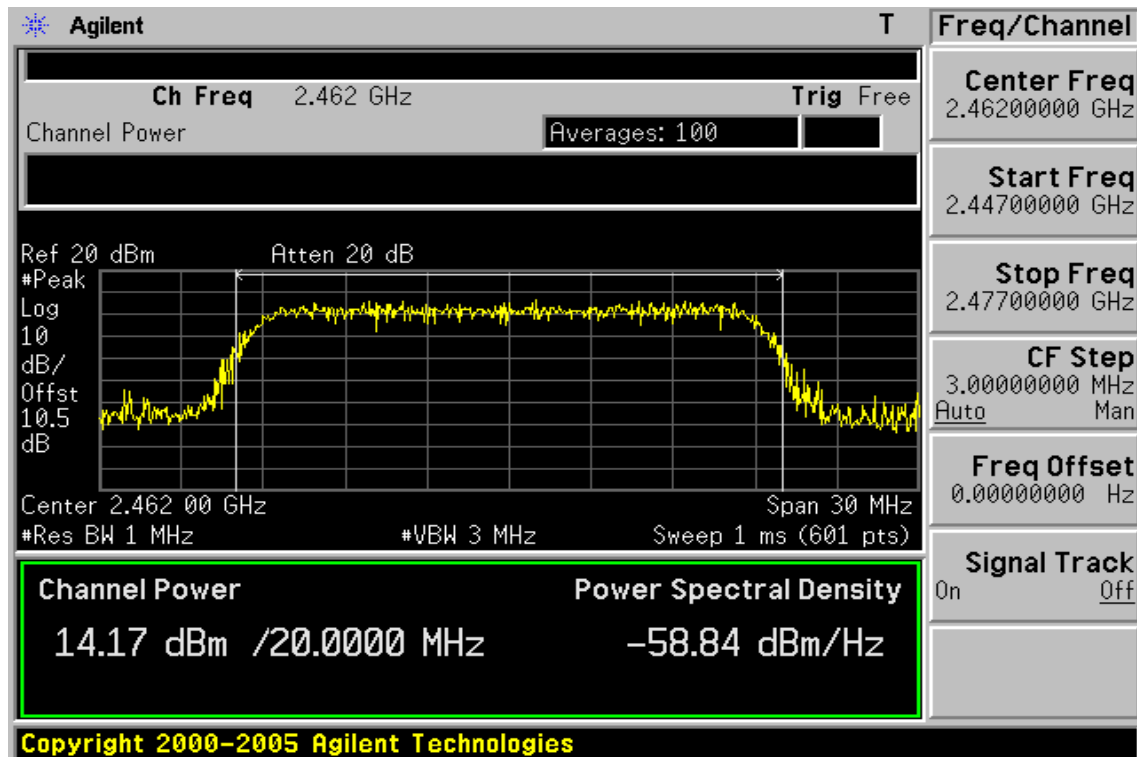 Agilent T
Freq/Channel
Ch Freq 2.462 GHz Trig Free
Channel Power Averages: 100
Ref 20 dBm Atten 20 dB
#Peak
Log
10
dB/
Offst
10.5
dB
Center 2.462 00 GHz Span 30 MHz
#Res BW 1 MHz #VBW 3 MHz Sweep 1 ms (601 pts)
Channel Power Power Spectral Density
14.17 dBm /20.0000 MHz -58.84 dBm/Hz
Center Freq
2.46200000 GHz
Start Freq
2.44700000 GHz
Stop Freq
2.47700000 GHz
CF Step
3.00000000 MHz
Auto Man
Freq Offset
0.00000000 Hz
Signal Track
On Off
Copyright 2000-2005 Agilent Technologies